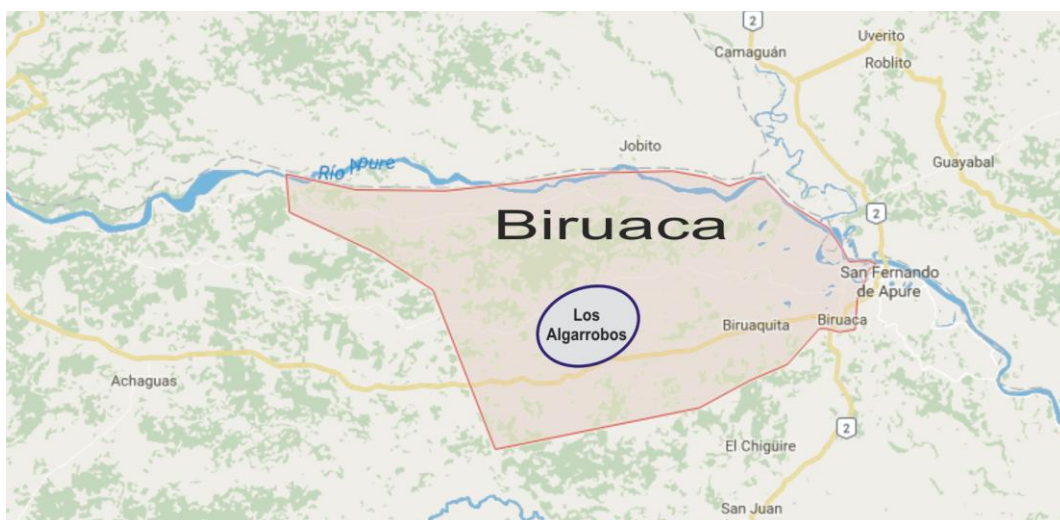 2
Camaguán
Uverito
Roblito
Jobito
Río Apure
Guayabal
Biruaca
2
San Fernando
de Apure
Los
Algarrobos
Biruaquita
Biruaca
Achaguas
2
El Chigüire
San Juan